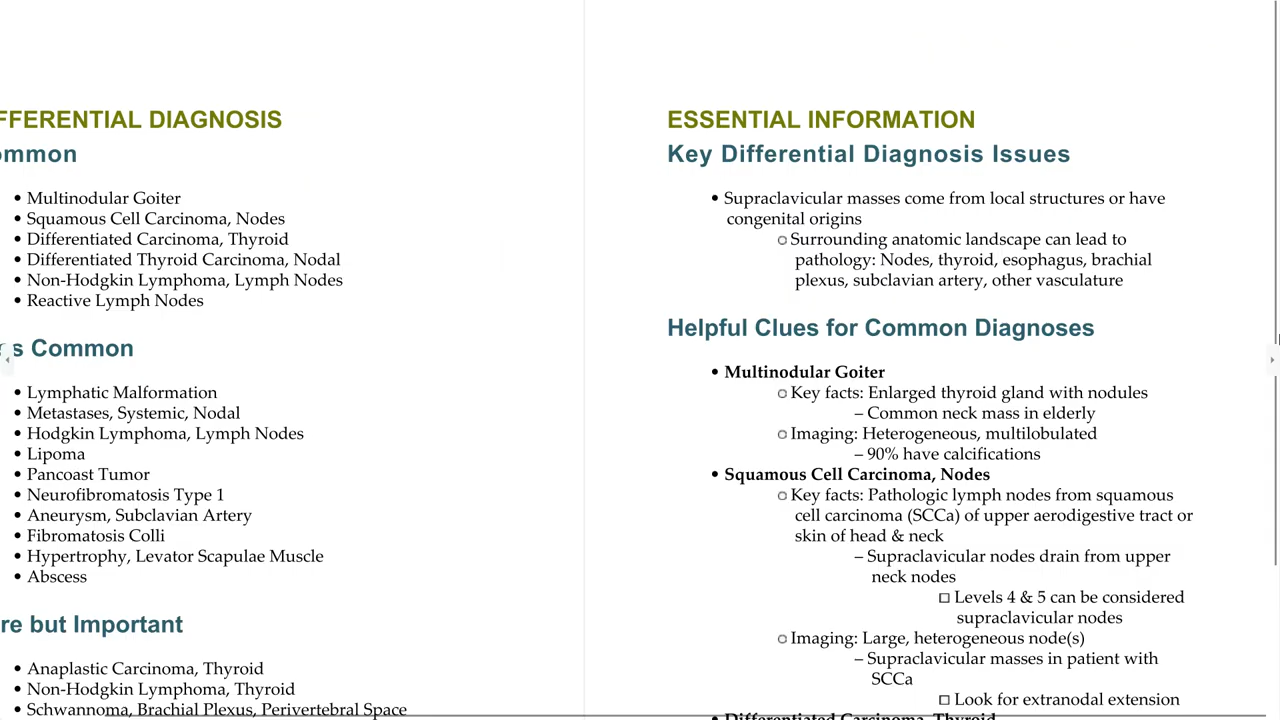 FFERENTIAL DIAGNOSIS
ommon
• Multinodular Goiter
• Squamous Cell Carcinoma, Nodes
• Differentiated Carcinoma, Thyroid
• Differentiated Thyroid Carcinoma, Nodal
• Non-Hodgkin Lymphoma, Lymph Nodes
• Reactive Lymph Nodes
s Common
• Lymphatic Malformation
• Metastases, Systemic, Nodal
• Hodgkin Lymphoma, Lymph Nodes
• Lipoma
• Pancoast Tumor
• Neurofibromatosis Type 1
• Aneurysm, Subclavian Artery
• Fibromatosis Colli
• Hypertrophy, Levator Scapulae Muscle
• Abscess
re but Important
• Anaplastic Carcinoma, Thyroid
• Non-Hodgkin Lymphoma, Thyroid
• Schwannoma, Brachial Plexus, Perivertebral Space
ESSENTIAL INFORMATION
Key Differential Diagnosis Issues
• Supraclavicular masses come from local structures or have
congenital origins
○ Surrounding anatomic landscape can lead to
pathology: Nodes, thyroid, esophagus, brachial
plexus, subclavian artery, other vasculature
Helpful Clues for Common Diagnoses
• Multinodular Goiter
○ Key facts: Enlarged thyroid gland with nodules
– Common neck mass in elderly
○ Imaging: Heterogeneous, multilobulated
– 90% have calcifications
• Squamous Cell Carcinoma, Nodes
○ Key facts: Pathologic lymph nodes from squamous
cell carcinoma (SCCa) of upper aerodigestive tract or
skin of head & neck
– Supraclavicular nodes drain from upper
neck nodes
□ Levels 4 & 5 can be considered
supraclavicular nodes
○ Imaging: Large, heterogeneous node(s)
– Supraclavicular masses in patient with
SCCa
□ Look for extranodal extension
• Differentiated Carcinoma, Thyroid